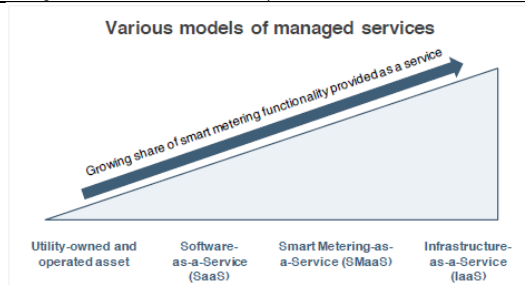 Various models of managed services
Growing share of smart metering functionality provided as a service
Utility-owned and
operated asset
Software-
as-a-Service
(SaaS)
Smart Metering-as-
a-Service (SMaaS)
Infrastructure-
as-a-Service
(IaaS)